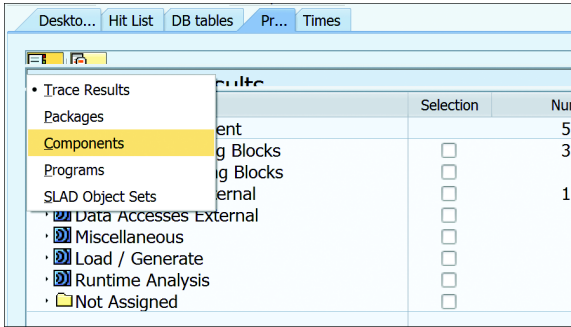 Deskto... Hit List DB tables Pr... Times
• Trace Results
Packages
Components
Programs
SLAD Object Sets
Selection
ent 5
g Blocks 3
ng Blocks
ernal 1
Data Accesses External
Miscellaneous
Load / Generate
Runtime Analysis
Not Assigned